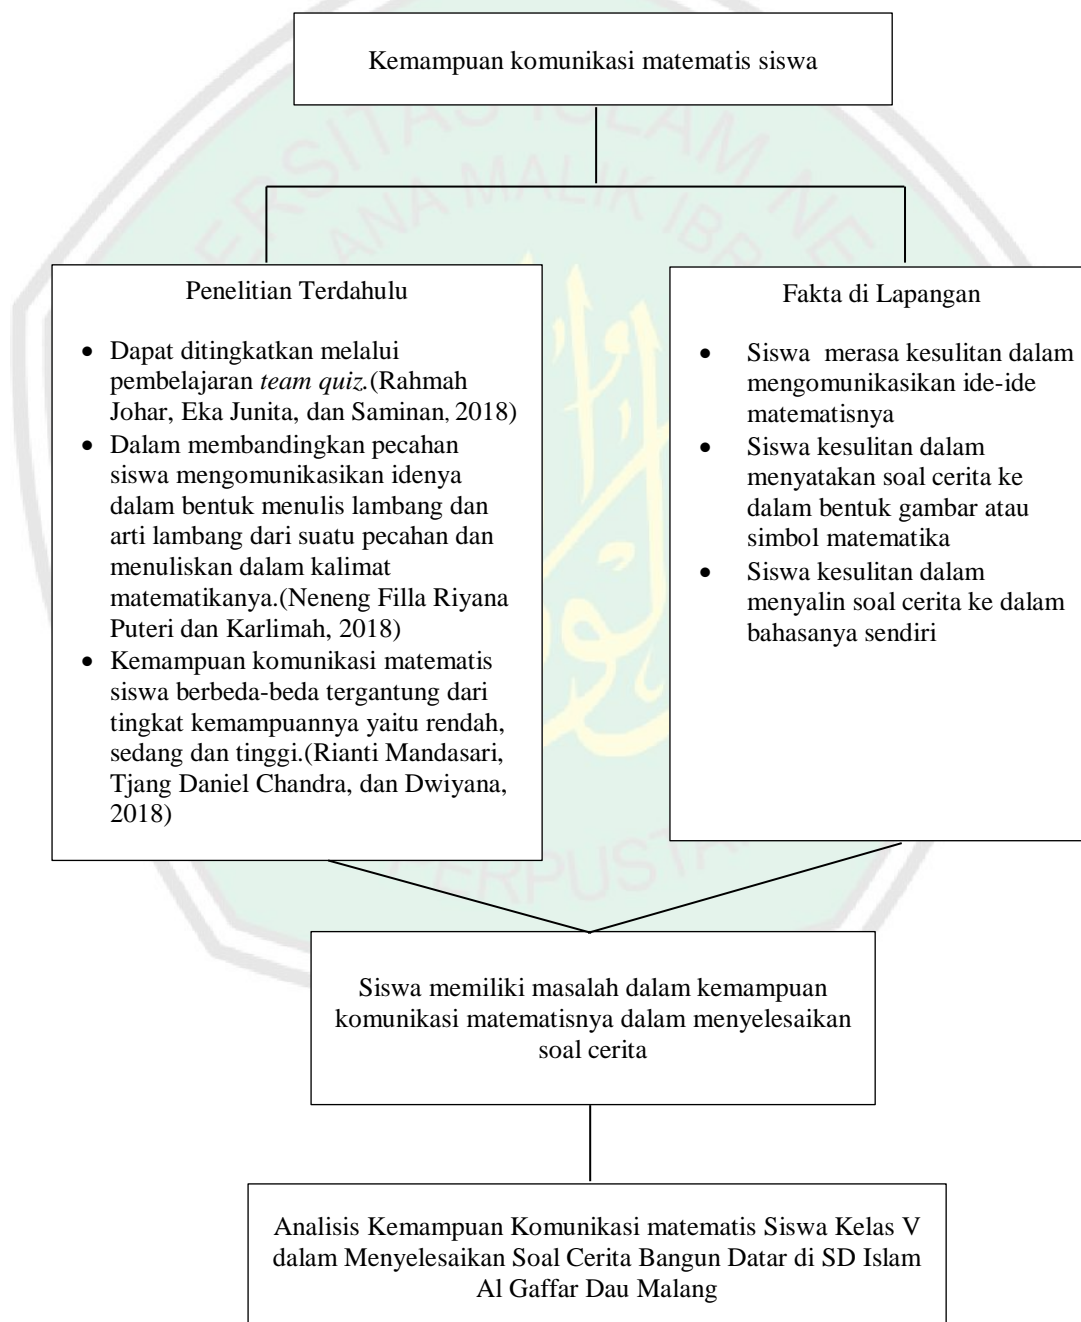 Kemampuan komunikasi matematis siswa
Penelitian Terdahulu
• Dapat ditingkatkan melalui
pembelajaran team quiz.(Rahmah
Johar, Eka Junita, dan Saminan, 2018)
• Dalam membandingkan pecahan
siswa mengomunikasikan idenya
dalam bentuk menulis lambang dan
arti lambang dari suatu pecahan dan
menuliskan dalam kalimat
matematikanya.(Neneng Filla Riyana
Puteri dan Karlimah, 2018)
• Kemampuan komunikasi matematis
siswa berbeda-beda tergantung dari
tingkat kemampuannya yaitu rendah,
sedang dan tinggi.(Rianti Mandasari,
Tjang Daniel Chandra, dan Dwiyana,
2018)
Fakta di Lapangan
• Siswa merasa kesulitan dalam
mengomunikasikan ide-ide
matematisnya
• Siswa kesulitan dalam
menyatakan soal cerita ke
dalam bentuk gambar atau
simbol matematika
• Siswa kesulitan dalam
menyalin soal cerita ke dalam
bahasanya sendiri
Siswa memiliki masalah dalam kemampuan
komunikasi matematisnya dalam menyelesaikan
soal cerita
Analisis Kemampuan Komunikasi matematis Siswa Kelas V
dalam Menyelesaikan Soal Cerita Bangun Datar di SD Islam
Al Gaffar Dau Malang